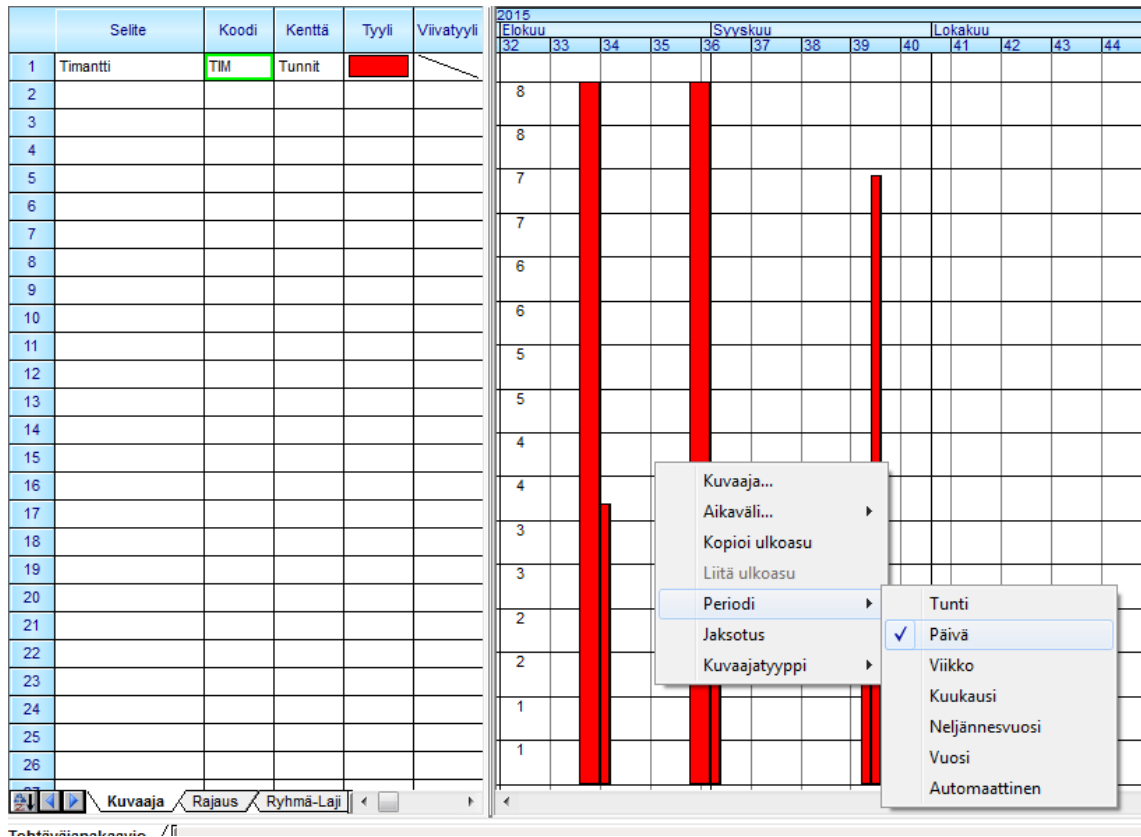 Selite Koodi Kenttä Tyyli Viivatyyli
2015
Elokuu Syyskuu Lokakuu
32 33 34 35 36 37 38 39 40 41 42 43 44
1 Timantti TIM Tunnit
2
3
4
5
6
7
8
9
10
11
12
13
14
15
16
17
18
19
20
21
22
23
24
25
26
8
8
7
7
6
6
5
5
4
4
3
3
2
2
1
1
Kuvaaja...
Aikaväli...
Kopioi ulkoasu
Liitä ulkoasu
Periodi
Jaksotus
Kuvaajatyyppi
Tunti
Päivä
Viikko
Kuukausi
Neljännesvuosi
Vuosi
Automaattinen
Kuvaaja Rajaus Ryhmä-Laji